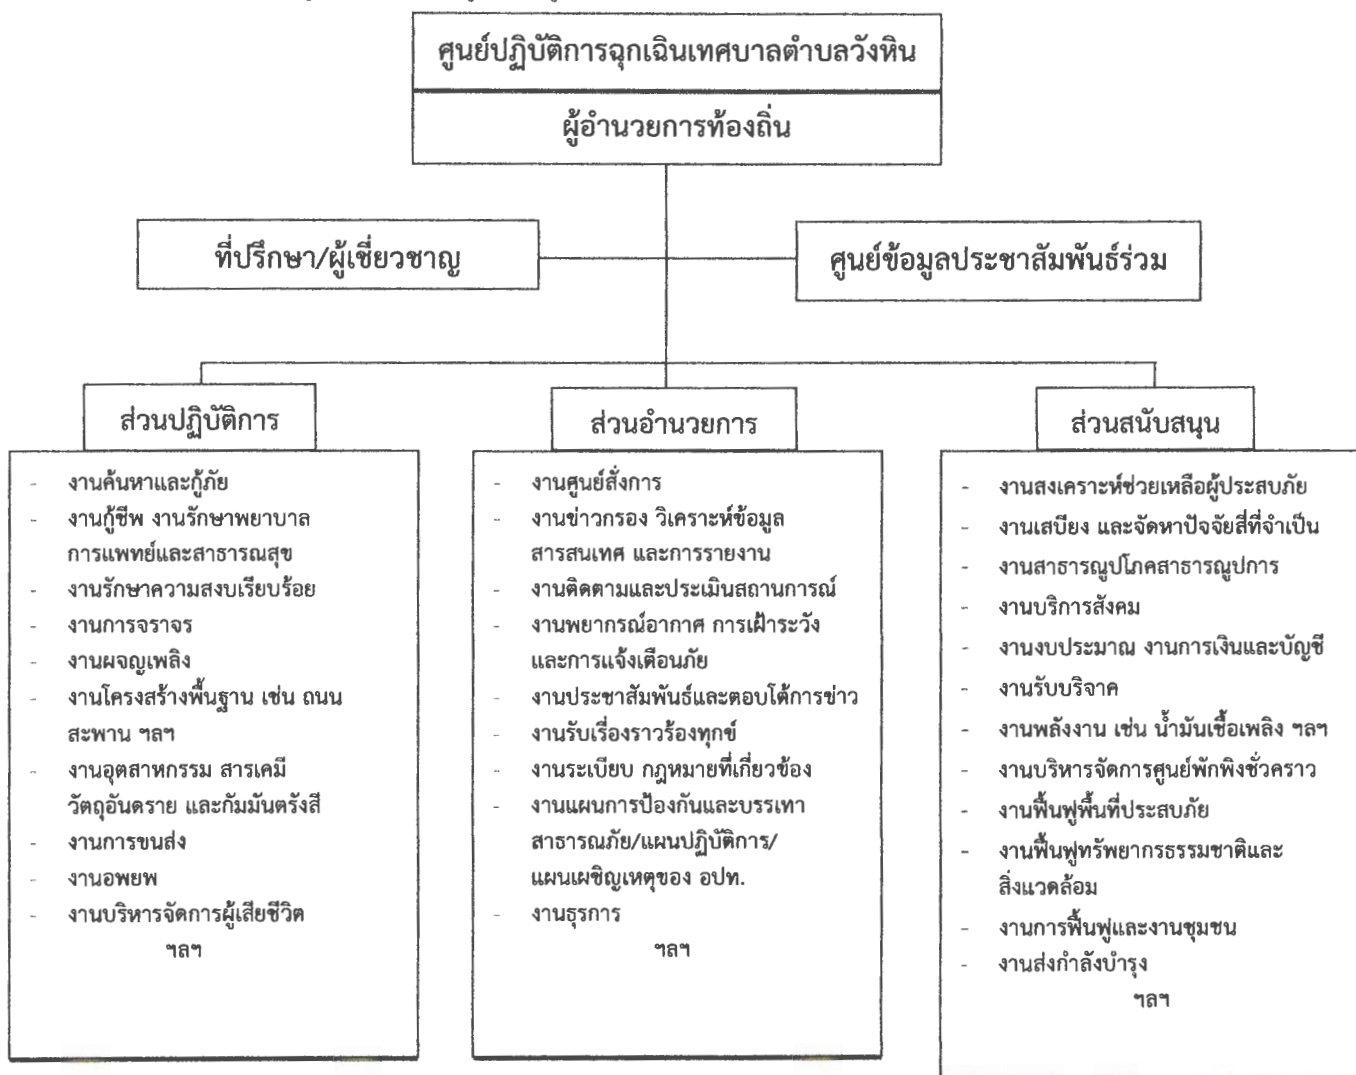 ศูนย์ปฏิบัติการฉุกเฉินเทศบาลตำบลวังหิน
ผู้อำนวยการท้องถิ่น
ที่ปรึกษา/ผู้เชี่ยวชาญ
ศูนย์ข้อมูลประชาสัมพันธ์ร่วม
ส่วนปฏิบัติการ
- งานค้นหาและกู้ภัย
- งานกู้ชีพ งานรักษาพยาบาล
การแพทย์และสาธารณสุข
- งานรักษาความสงบเรียบร้อย
- งานการจราจร
- งานผจญเพลิง
- งานโครงสร้างพื้นฐาน เช่น ถนน
สะพาน ฯลฯ
- งานอุตสาหกรรม สารเคมี
วัตถุอันตราย และกัมมันตรังสี
- งานการขนส่ง
- งานอพยพ
- งานบริหารจัดการผู้เสียชีวิต
ฯลฯ
ส่วนอำนวยการ
- งานศูนย์สั่งการ
- งานข่าวกรอง วิเคราะห์ข้อมูล
สารสนเทศ และการรายงาน
- งานติดตามและประเมินสถานการณ์
- งานพยากรณ์อากาศ การเฝ้าระวัง
และการแจ้งเตือนภัย
- งานประชาสัมพันธ์และตอบโต้การข่าว
- งานรับเรื่องราวร้องทุกข์
- งานระเบียบ กฎหมายที่เกี่ยวข้อง
- งานแผนการป้องกันและบรรเทา
สาธารณภัย/แผนปฏิบัติการ/
แผนเผชิญเหตุของ อปท.
- งานธุรการ
ฯลฯ
ส่วนสนับสนุน
- งานสงเคราะห์ช่วยเหลือผู้ประสบภัย
- งานเสบียง และจัดหาปัจจัยสี่ที่จำเป็น
- งานสาธารณูปโภคสาธารณูปการ
- งานบริการสังคม
- งานงบประมาณ งานการเงินและบัญชี
- งานรับบริจาค
- งานพลังงาน เช่น น้ำมันเชื้อเพลิง ฯลฯ
- งานบริหารจัดการศูนย์พักพิงชั่วคราว
- งานฟื้นฟูพื้นที่ประสบภัย
- งานฟื้นฟูทรัพยากรธรรมชาติและ
สิ่งแวดล้อม
- งานการฟื้นฟูและงานชุมชน
- งานส่งกำลังบำรุง
ฯลฯ